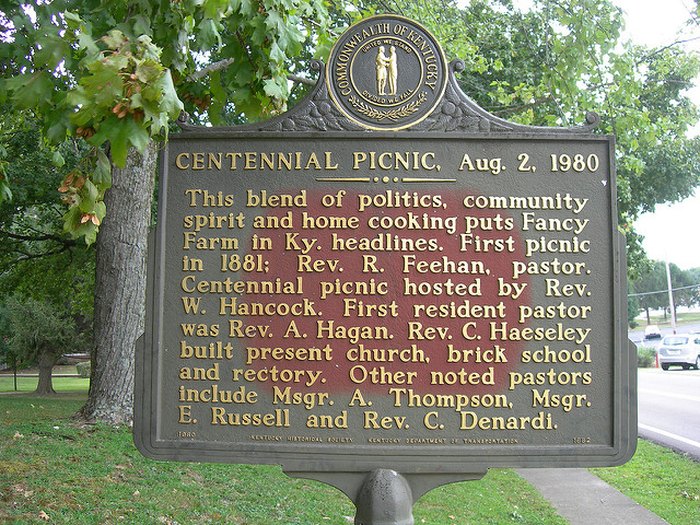 COMMONWEALTH OF KENTUCKY
UNITED WE STAND
DIVIDED WE FALL
CENTENNIAL PICNIC, Aug. 2, 1980
This blend of politics, community
spirit and home cooking puts Fancy
Farm in Ky. headlines. First picnic
in 1881; Rev. R. Feehan, pastor.
Centennial picnic hosted by Rev.
W. Hancock. First resident pastor
was Rev. A. Hagan. Rev. C. Haeseley
built present church, brick school
and rectory. Other noted pastors
include Msgr. A. Thompson, Msgr.
E. Russell and Rev. C. Denardi.
KENTUCKY HISTORICAL SOCIETY KENTUCKY DEPARTMENT OF TRANSPORTATION